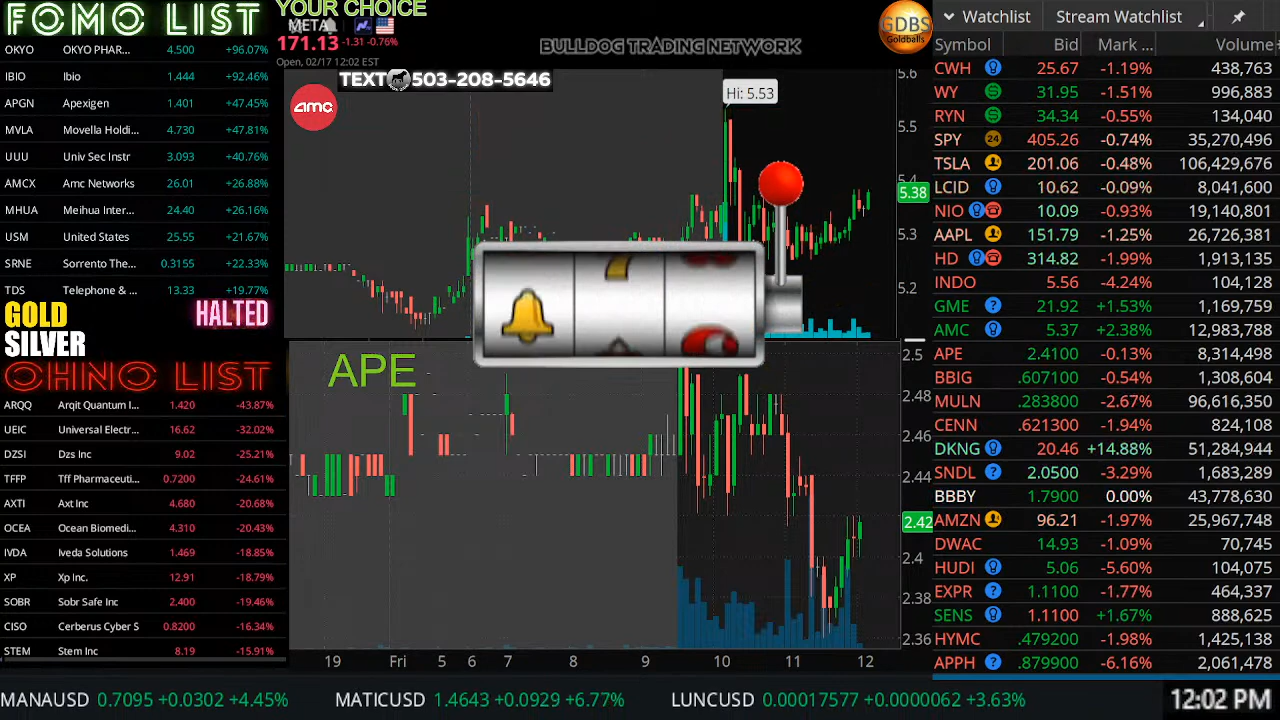 FOMO LIST
OKYO OKYO PHAR... 4.500 +96.07%
IBIO Ibio 1.444 +92.46%
APGN Apexigen 1.401 +47.45%
MVLA Movella Holdi... 4.730 +47.81%
UUU Univ Sec Instr 3.093 +40.76%
AMCX Amc Networks 26.01 +26.88%
MHUA Meihua Inter... 24.40 +26.16%
USM United States 25.55 +21.67%
SRNE Sorrento The... 0.3155 +22.33%
TDS Telephone & ... 13.33 +19.77%
GOLD
SILVER
HALTED
OHNO LIST
ARQQ Arqit Quantum I... 1.420 -43.87%
UEIC Universal Electr... 16.62 -32.02%
DZSI Dzs Inc 9.02 -25.21%
TFFP Tff Pharmaceuti... 0.7200 -24.61%
AXTI Axt Inc 4.680 -20.68%
OCEA Ocean Biomedi... 4.310 -20.43%
IVDA Iveda Solutions 1.469 -18.85%
XP Xp Inc. 12.91 -18.79%
SOBR Sobr Safe Inc 2.400 -19.46%
CISO Cerberus Cyber S 0.8200 -16.34%
STEM Stem Inc 8.19 -15.91%
YOUR CHOICE
META
171.13 -1.31 -0.76%
Open, 02/17 12:02 EST
BULLDOG TRADING NETWORK
GDBS
Goldballs
TEXT 503-208-5646
amc
Hi: 5.53
5.6
5.5
5.4
5.38
5.3
5.2
APE
2.5
2.48
2.46
2.44
2.42
2.4
2.38
2.36
19 Fri 5 6 7 8 9 10 11 12
Watchlist Stream Watchlist
Symbol Bid Mark ... Volume
CWH 25.67 -1.19% 438,763
WY 31.95 -1.51% 996,883
RYN 34.34 -0.55% 134,040
SPY 24 405.26 -0.74% 35,270,496
TSLA 201.06 -0.48% 106,429,676
LCID 10.62 -0.09% 8,041,600
NIO 10.09 -0.93% 19,140,801
AAPL 151.79 -1.25% 26,726,381
HD 314.82 -1.99% 1,913,135
INDO 5.56 -4.24% 104,128
GME ? 21.92 +1.53% 1,169,759
AMC ? 5.37 +2.38% 12,983,788
APE 2.4100 -0.13% 8,314,498
BBIG .607100 -0.54% 1,308,604
MULN .283800 -2.67% 96,616,350
CENN .621300 -1.94% 824,108
DKNG 20.46 +14.88% 51,284,944
SNDL ? 2.0500 -3.29% 1,683,289
BBBY 1.7900 0.00% 43,778,630
AMZN 96.21 -1.97% 25,967,748
DWAC 14.93 -1.09% 70,745
HUDI 5.06 -5.60% 104,075
EXPR ? 1.1100 -1.77% 464,337
SENS 1.1100 +1.67% 888,625
HYMC .479200 -1.98% 1,425,138
APPH ? .879900 -6.16% 2,061,478
MANAUSD 0.7095 +0.0302 +4.45% MATICUSD 1.4643 +0.0929 +6.77% LUNCUSD 0.00017577 +0.0000062 +3.63%
12:02 PM